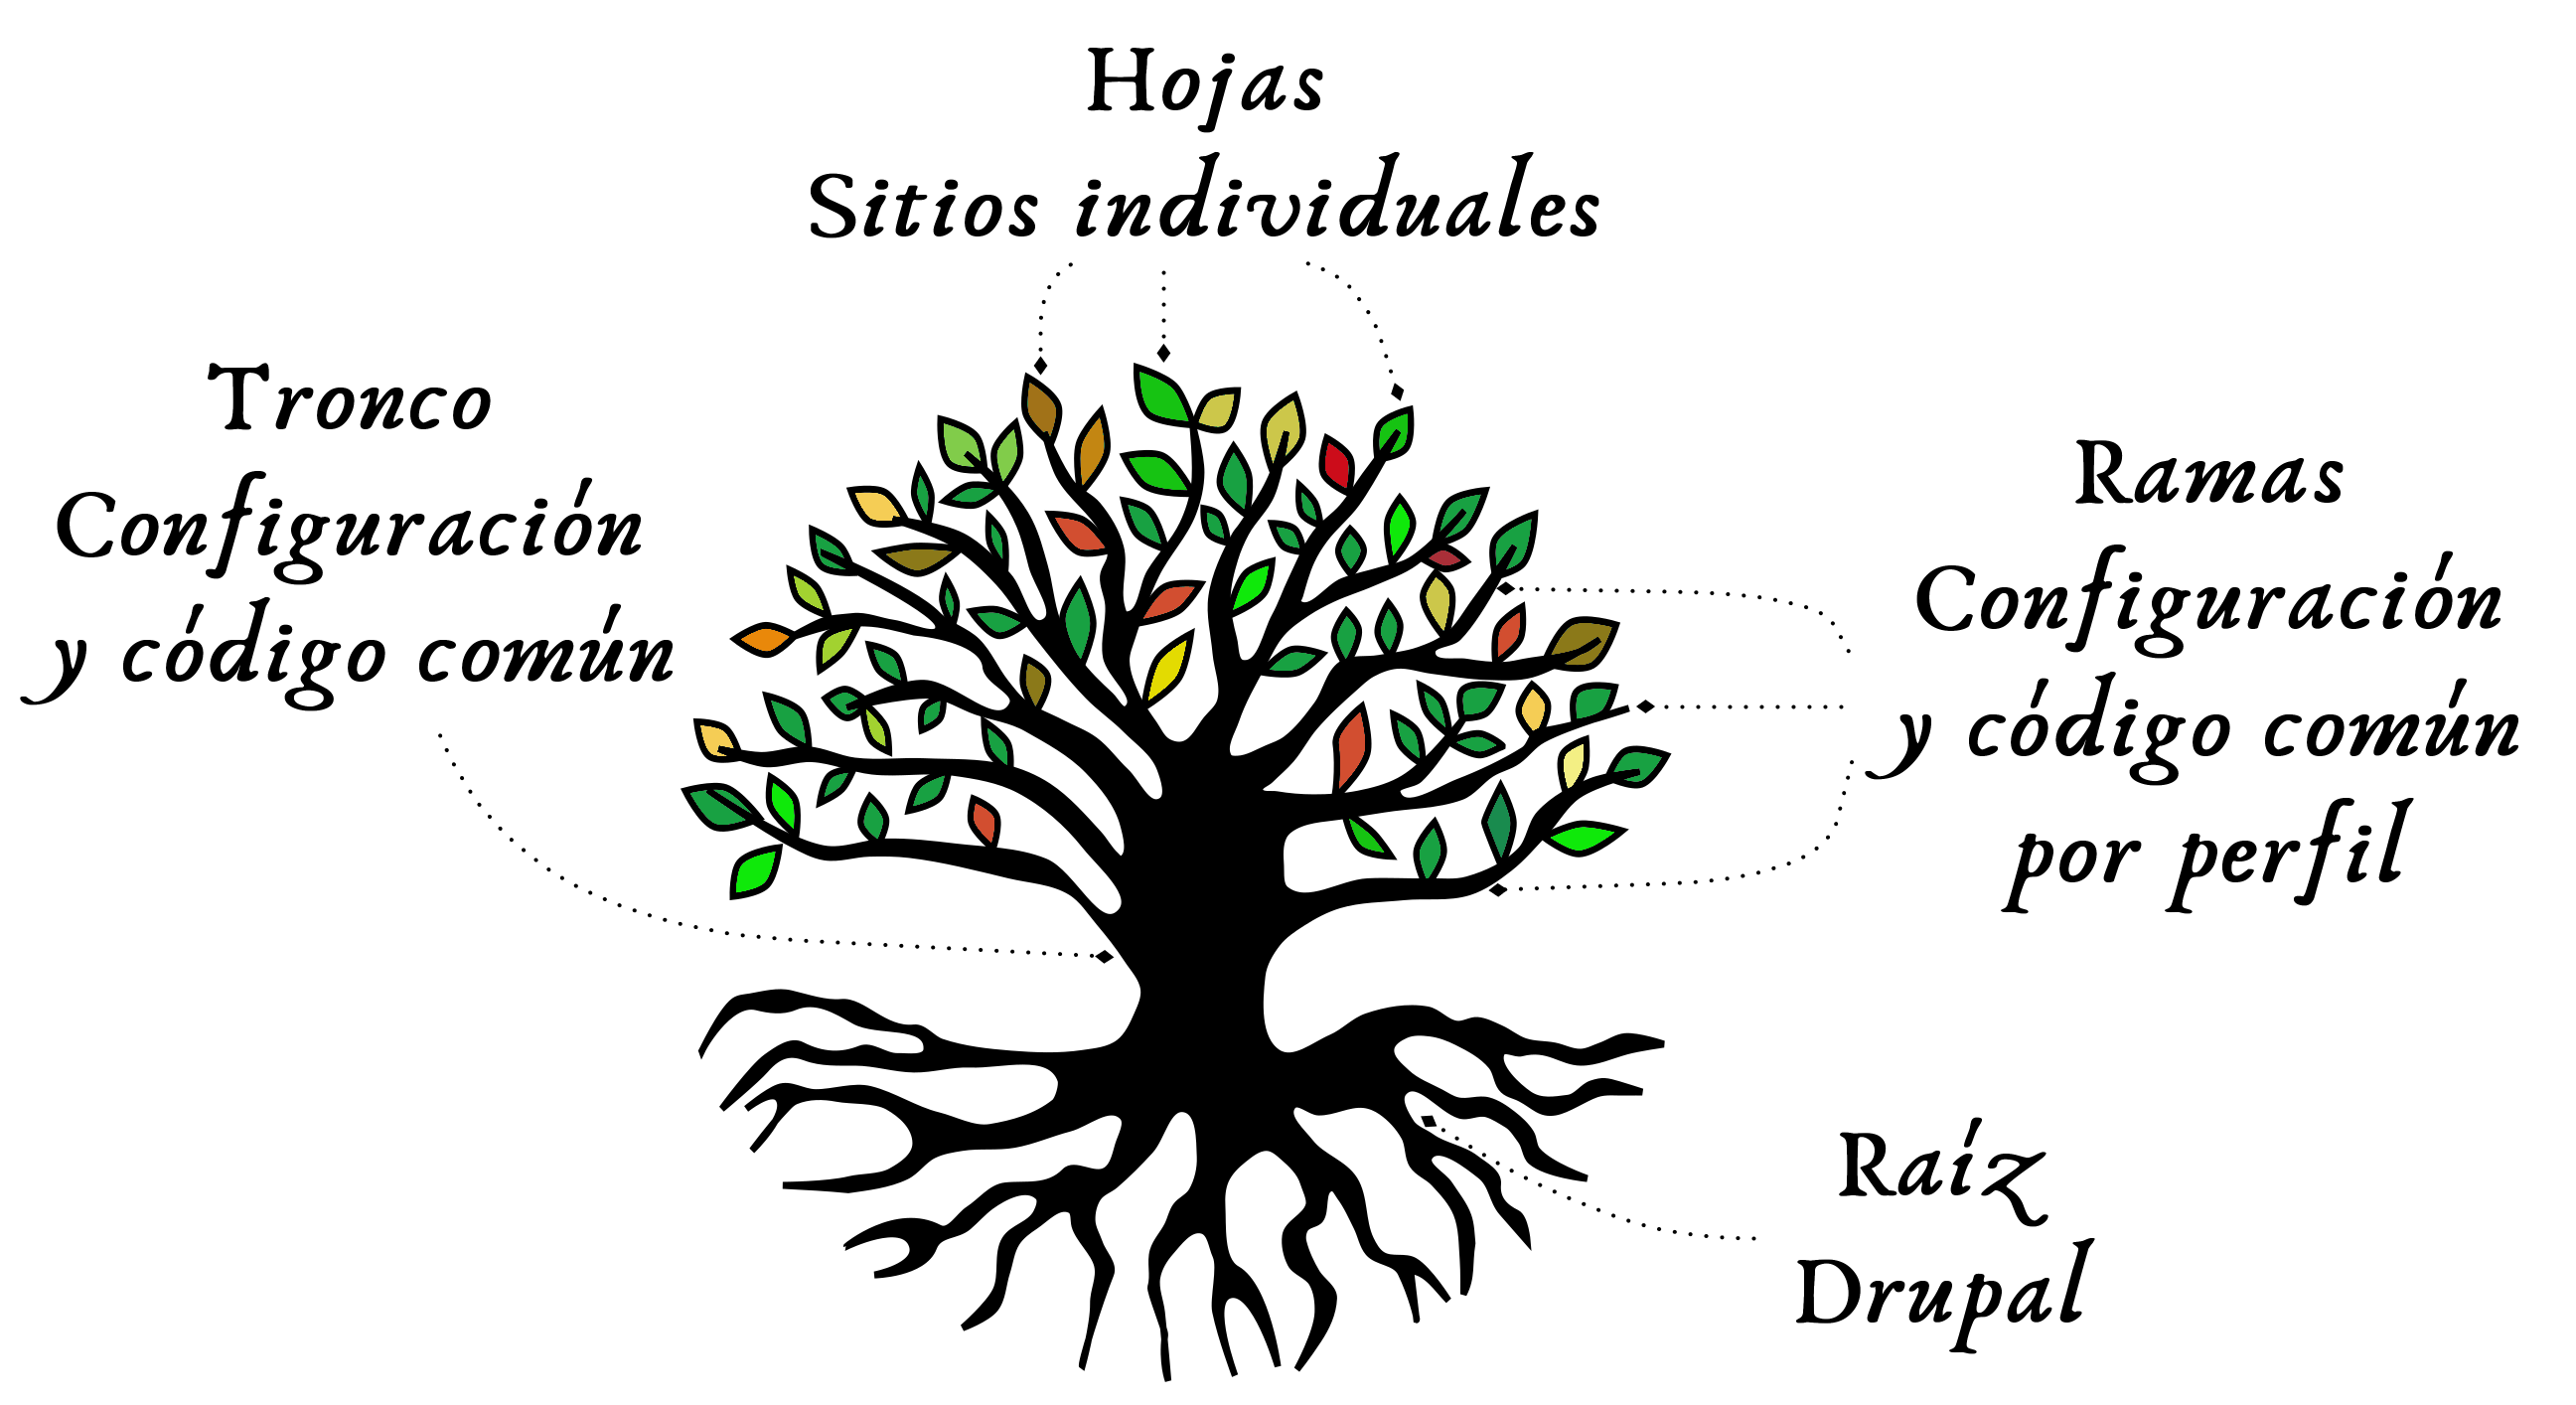 Hojas
Sitios individuales
Tronco
Configuración
y código común
Ramas
Configuración
y código común
por perfil
Raíz
Drupal